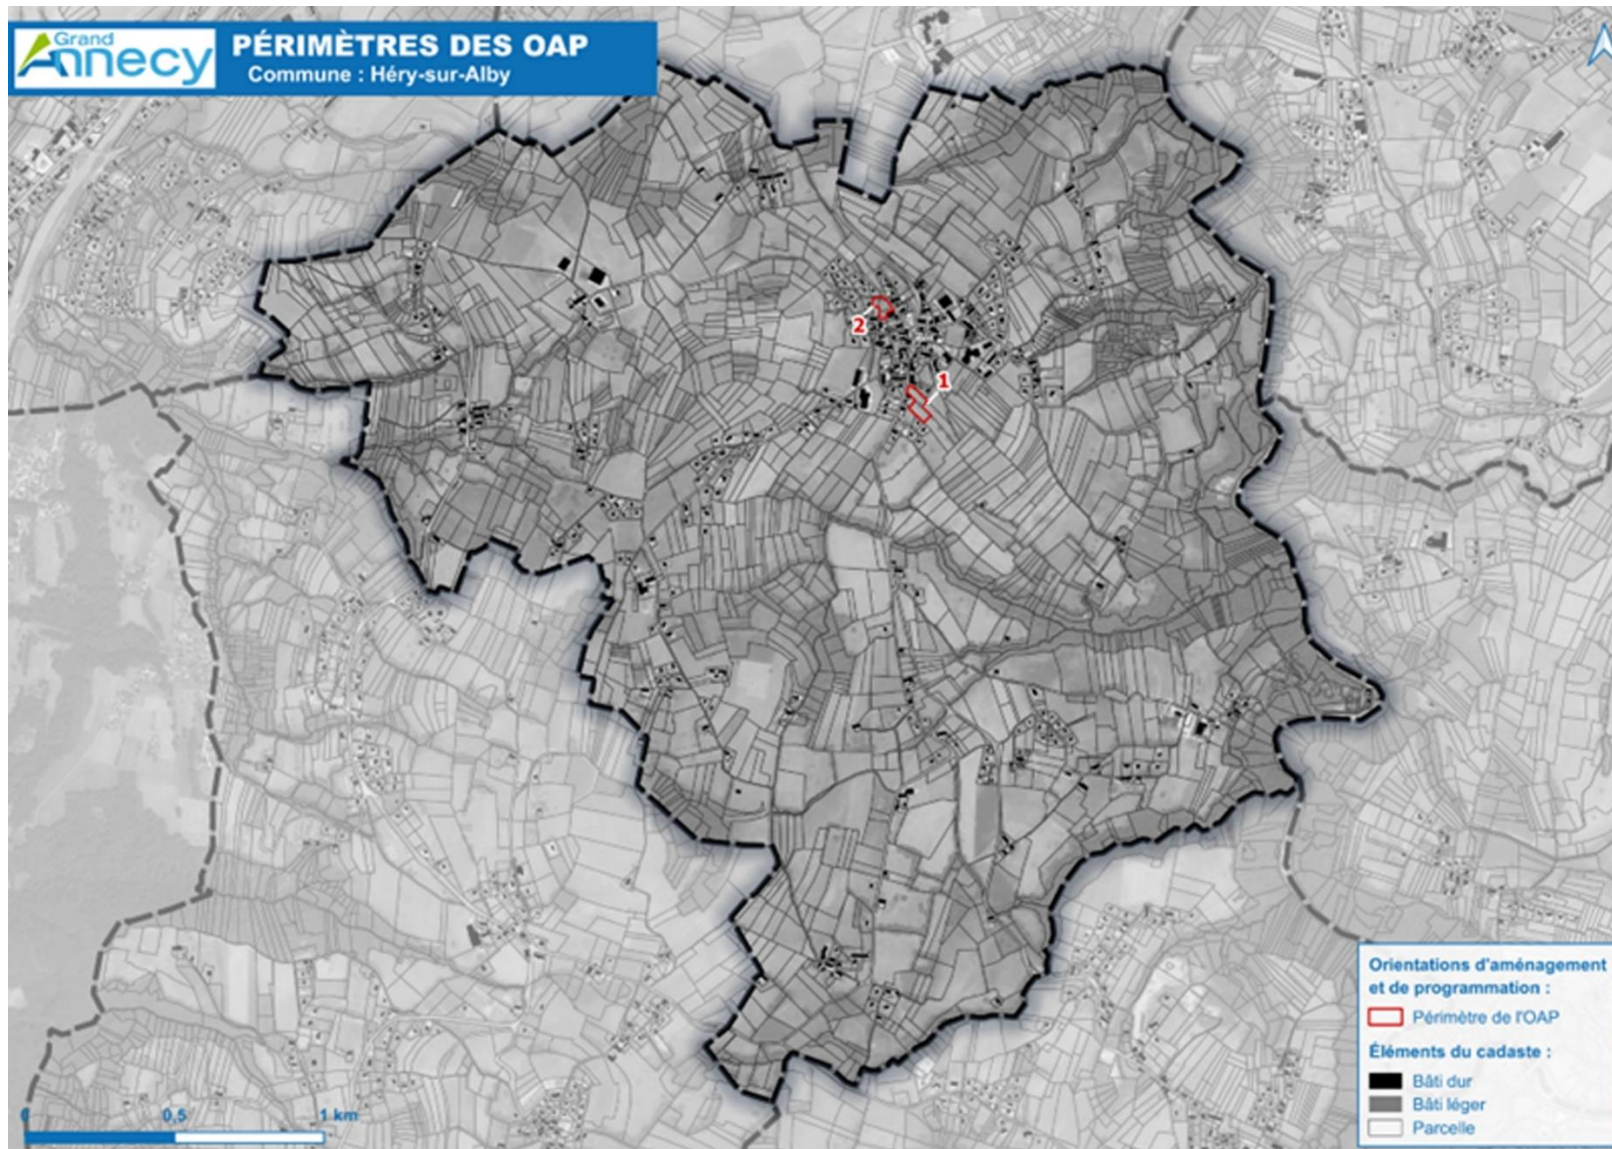 Grand
Annecy
PÉRIMÈTRES DES OAP
Commune : Héry-sur-Alby
2
1
Orientations d'aménagement
et de programmation :
Périmètre de l'OAP
Éléments du cadaste :
Bâti dur
Bâti léger
Parcelle
0 0,5 1 km